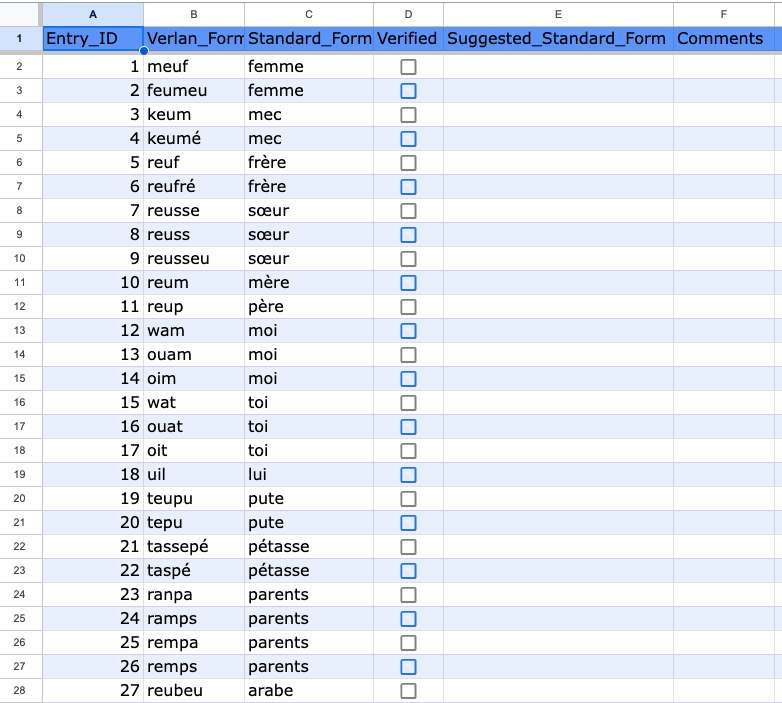 A B C D E F
1 Entry_ID Verlan_Form Standard_Form Verified Suggested_Standard_Form Comments
2 1 meuf femme
3 2 feumeu femme
4 3 keum mec
5 4 keumé mec
6 5 reuf frère
7 6 reufré frère
8 7 reusse sœur
9 8 reuss sœur
10 9 reusseu sœur
11 10 reum mère
12 11 reup père
13 12 wam moi
14 13 ouam moi
15 14 oim moi
16 15 wat toi
17 16 ouat toi
18 17 oit toi
19 18 uil lui
20 19 teupu pute
21 20 tepu pute
22 21 tassepé pétasse
23 22 taspé pétasse
24 23 ranpa parents
25 24 ramps parents
26 25 rempa parents
27 26 remps parents
28 27 reubeu arabe